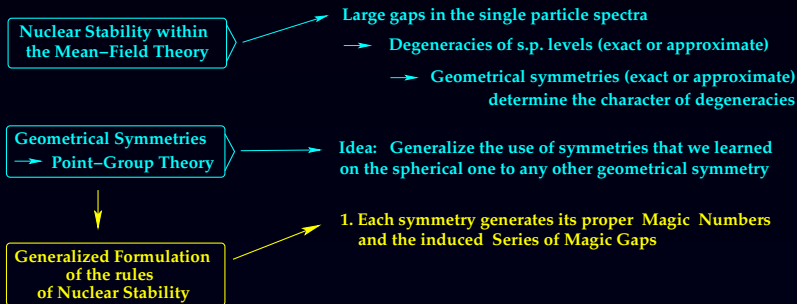 Nuclear Stability within
the Mean−Field Theory
Large gaps in the single particle spectra
Degeneracies of s.p. levels (exact or approximate)
Geometrical symmetries (exact or approximate)
determine the character of degeneracies
Geometrical Symmetries
Point−Group Theory
Idea: Generalize the use of symmetries that we learned
on the spherical one to any other geometrical symmetry
Generalized Formulation
of the rules
of Nuclear Stability
1. Each symmetry generates its proper Magic Numbers
and the induced Series of Magic Gaps